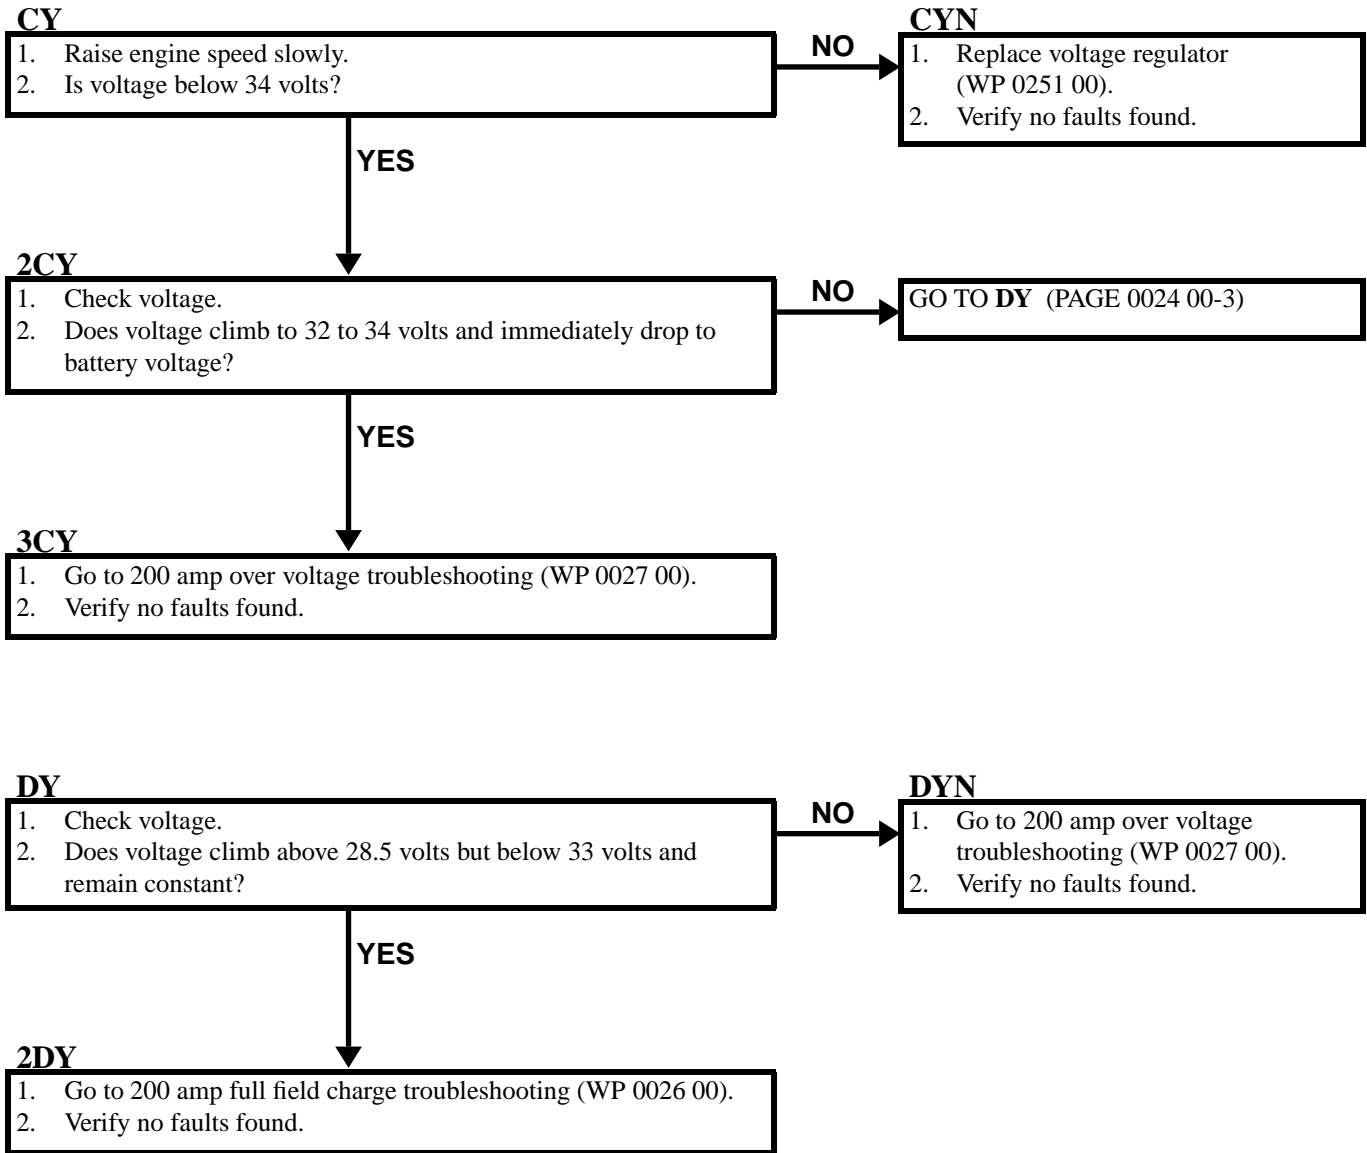 CY
1. Raise engine speed slowly.
2. Is voltage below 34 volts?
NO
CYN
1. Replace voltage regulator
(WP 0251 00).
2. Verify no faults found.
YES
2CY
1. Check voltage.
2. Does voltage climb to 32 to 34 volts and immediately drop to
battery voltage?
NO
GO TO DY (PAGE 0024 00-3)
YES
3CY
1. Go to 200 amp over voltage troubleshooting (WP 0027 00).
2. Verify no faults found.
DY
1. Check voltage.
2. Does voltage climb above 28.5 volts but below 33 volts and
remain constant?
NO
DYN
1. Go to 200 amp over voltage
troubleshooting (WP 0027 00).
2. Verify no faults found.
YES
2DY
1. Go to 200 amp full field charge troubleshooting (WP 0026 00).
2. Verify no faults found.